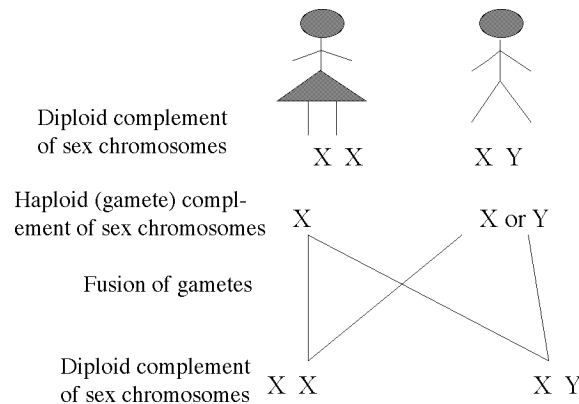 Diploid complement
of sex chromosomes
X X
X Y
Haploid (gamete) compl-
ement of sex chromosomes
X
X or Y
Fusion of gametes
Diploid complement
of sex chromosomes
X X
X Y